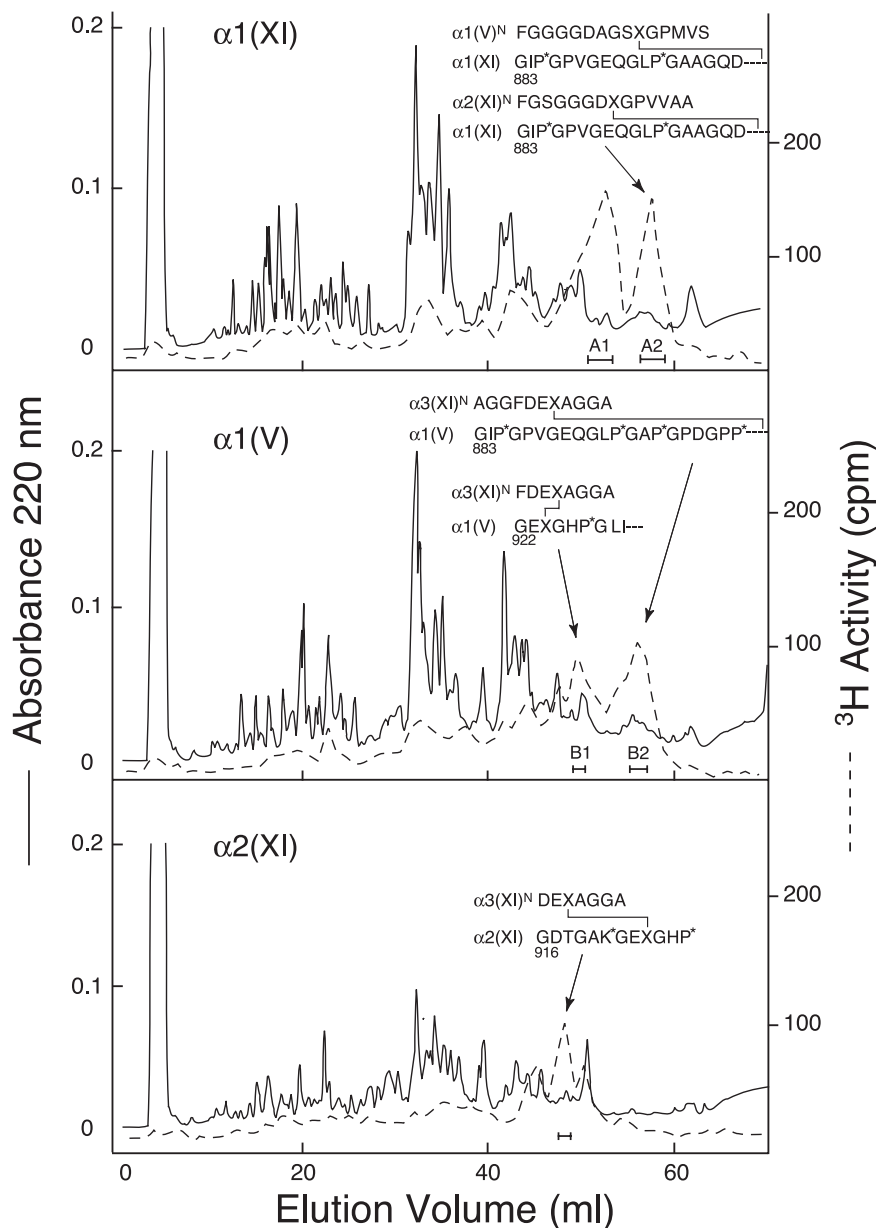 0.2
α1(XI)
α1(V)ᴺ FGGGGDAGSXGPMVS
α1(XI) GIP*GPVGEQGLP*GAAGQD----
883
α2(XI)ᴺ FGSGGGDXGPVVAA
α1(XI) GIP*GPVGEQGLP*GAAGQD----
883
200
0.1
100
0
A1 A2
α1(V)
α3(XI)ᴺ AGGFDEXAGGA
α1(V) GIP*GPVGEQGLP*GAP*GPDGPP*----
883
0.2
α3(XI)ᴺ FDEXAGGA
α1(V) GEXGHP*G LI---
922
200
0.1
100
0
B1 B2
α2(XI)
0.2
α3(XI)ᴺ DEXAGGA
α2(XI) GDTGAK*GEXGHP*
916
200
0.1
100
0
0 20 40 60
Elution Volume (ml)
Absorbance 220 nm
³H Activity (cpm)